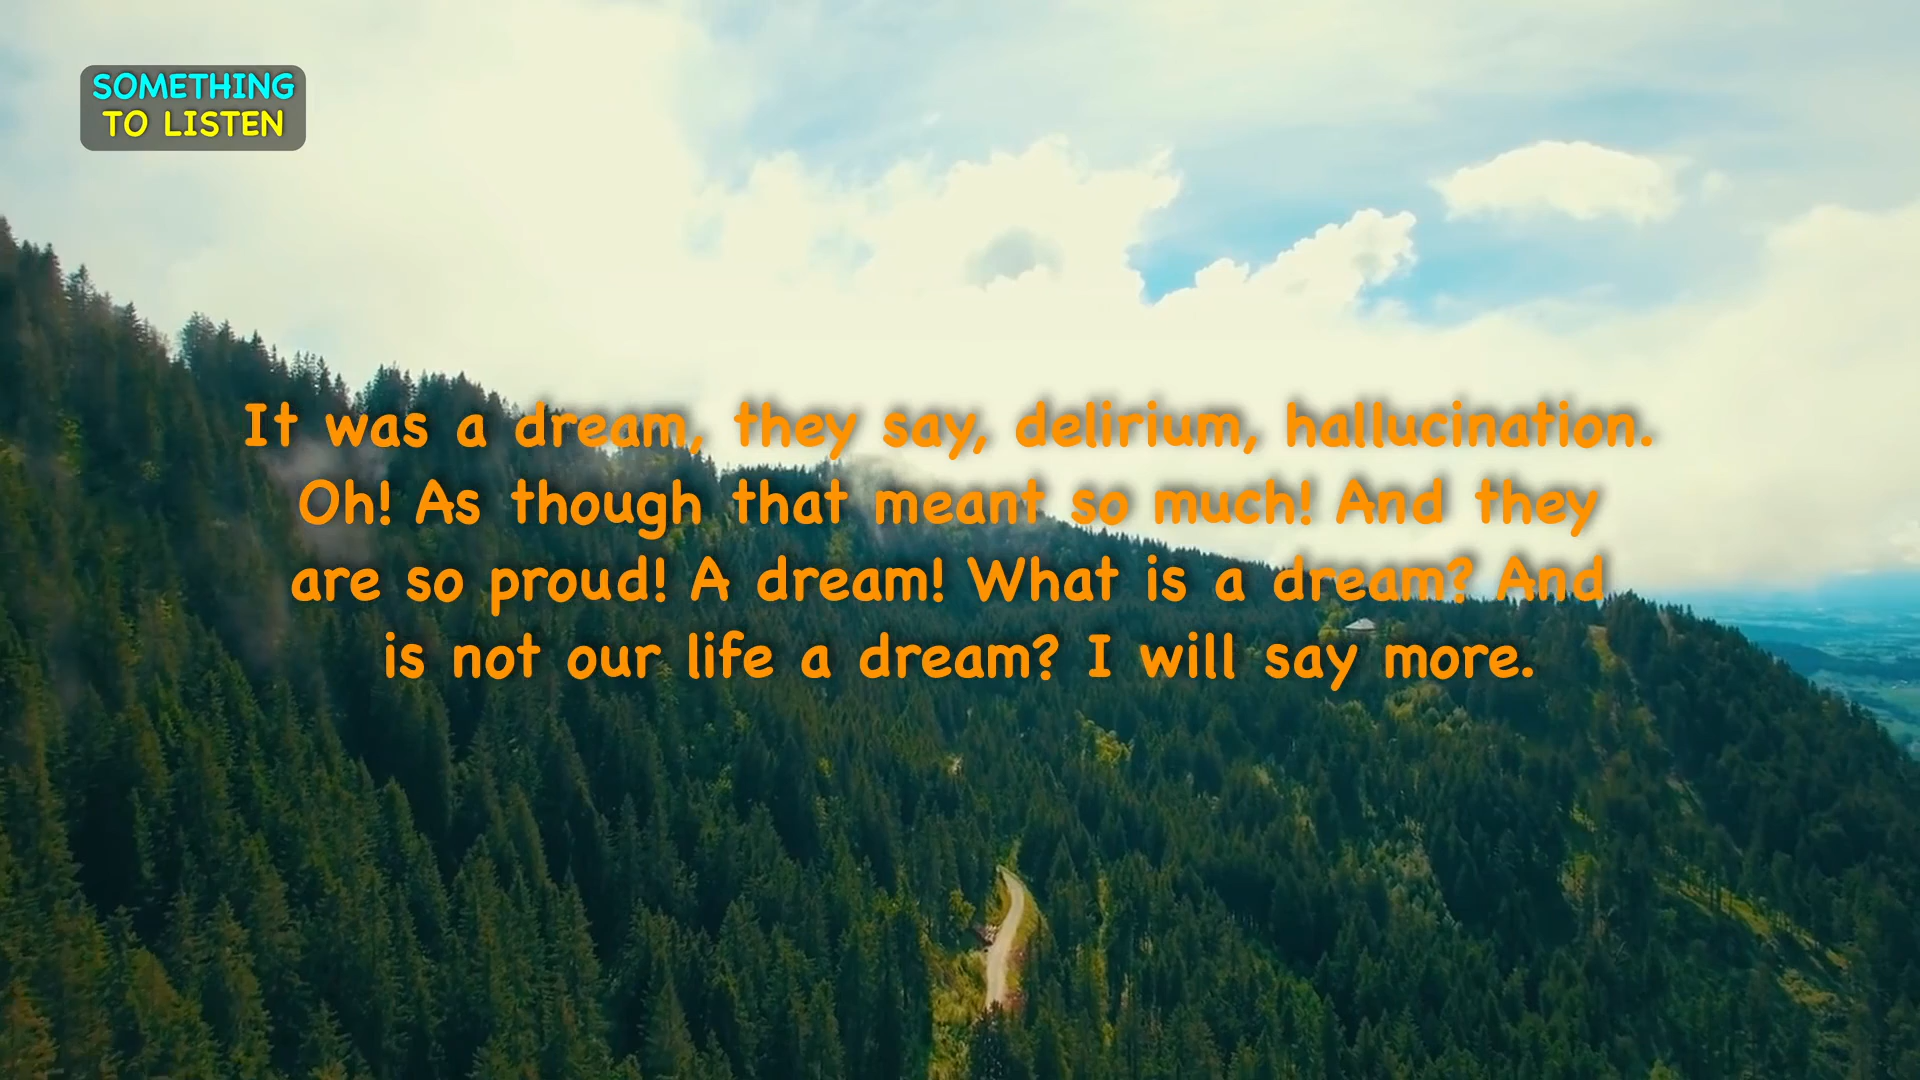 SOMETHING
TO LISTEN
It was a dream, they say, delirium, hallucination.
Oh! As though that meant so much! And they
are so proud! A dream! What is a dream? And
is not our life a dream? I will say more.